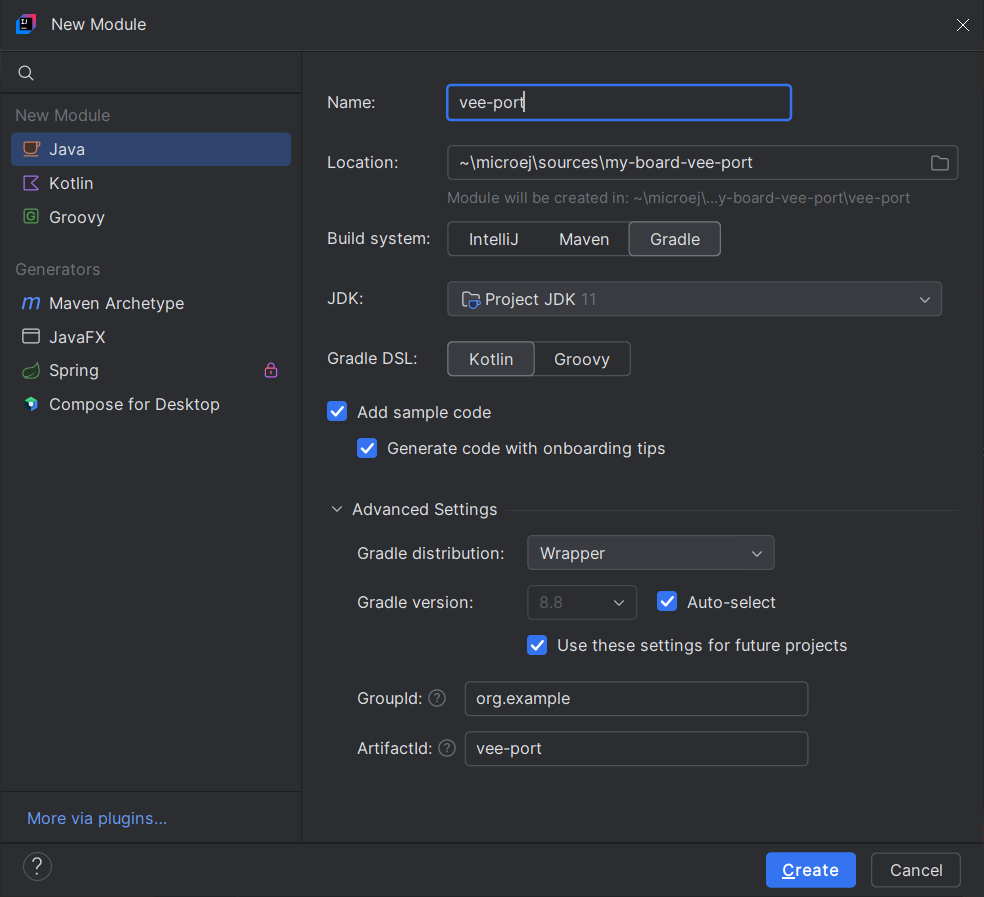 New Module
New Module
Java
Kotlin
Groovy
Generators
Maven Archetype
JavaFX
Spring
Compose for Desktop
More via plugins...
Name: vee-port
Location: ~\microej\sources\my-board-vee-port
Module will be created in: ~\microej\...y-board-vee-port\vee-port
Build system: IntelliJ Maven Gradle
JDK: Project JDK 11
Gradle DSL: Kotlin Groovy
Add sample code
Generate code with onboarding tips
Advanced Settings
Gradle distribution: Wrapper
Gradle version: 8.8 Auto-select
Use these settings for future projects
GroupId: ? org.example
ArtifactId: ? vee-port
? Create Cancel